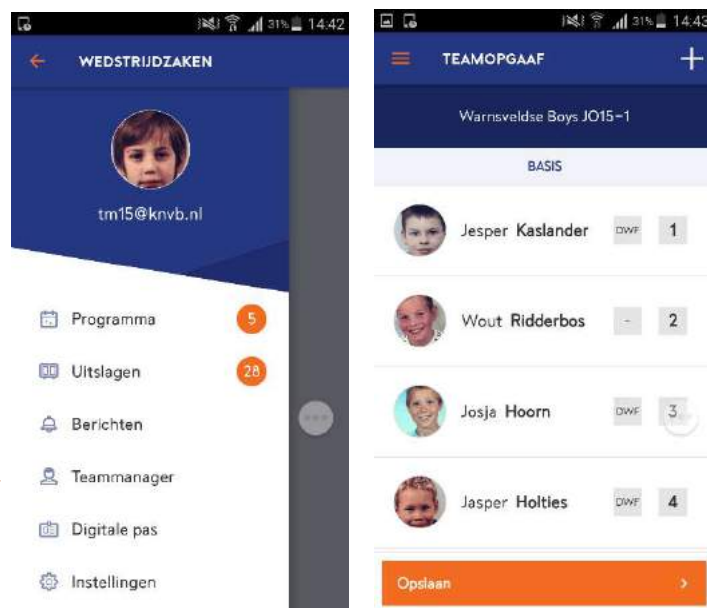 31% 14:42
WEDSTRIJDZAKEN
tm15@knvb.nl
Programma 5
Uitslagen 28
Berichten
Teammanager
Digitale pas
Instellingen
31% 14:43
TEAMOPGAAF
Warnsveldse Boys JO15-1
BASIS
Jesper Kaslander DWF 1
Wout Ridderbos - 2
Josja Hoorn DWF 3
Jasper Holties DWF 4
Opslaan